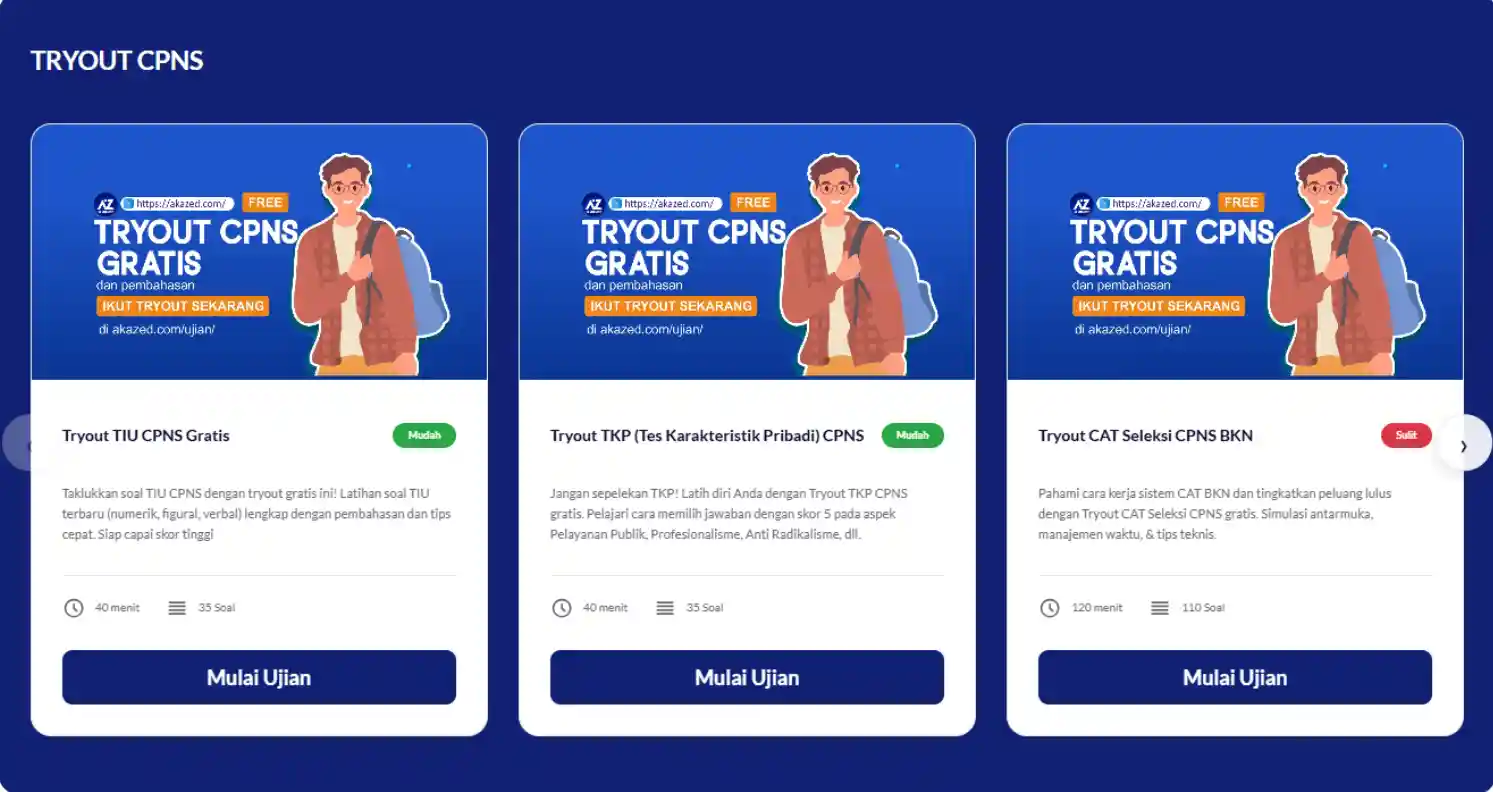 TRYOUT CPNS
AZ https://akazed.com/ FREE
TRYOUT CPNS
GRATIS
dan pembahasan
IKUT TRYOUT SEKARANG
di akazed.com/ujian/
Tryout TIU CPNS Gratis Mudah
Taklukkan soal TIU CPNS dengan tryout gratis ini! Latihan soal TIU
terbaru (numerik, figural, verbal) lengkap dengan pembahasan dan tips
cepat. Siap capai skor tinggi
40 menit 35 Soal
Mulai Ujian
AZ https://akazed.com/ FREE
TRYOUT CPNS
GRATIS
dan pembahasan
IKUT TRYOUT SEKARANG
di akazed.com/ujian/
Tryout TKP (Tes Karakteristik Pribadi) CPNS Mudah
Jangan sepelekan TKP! Latih diri Anda dengan Tryout TKP CPNS
gratis. Pelajari cara memilih jawaban dengan skor 5 pada aspek
Pelayanan Publik, Profesionalisme, Anti Radikalisme, dll.
40 menit 35 Soal
Mulai Ujian
AZ https://akazed.com/ FREE
TRYOUT CPNS
GRATIS
dan pembahasan
IKUT TRYOUT SEKARANG
di akazed.com/ujian/
Tryout CAT Seleksi CPNS BKN Sulit
Pahami cara kerja sistem CAT BKN dan tingkatkan peluang lulus
dengan Tryout CAT Seleksi CPNS gratis. Simulasi antarmuka,
manajemen waktu, & tips teknis.
120 menit 110 Soal
Mulai Ujian